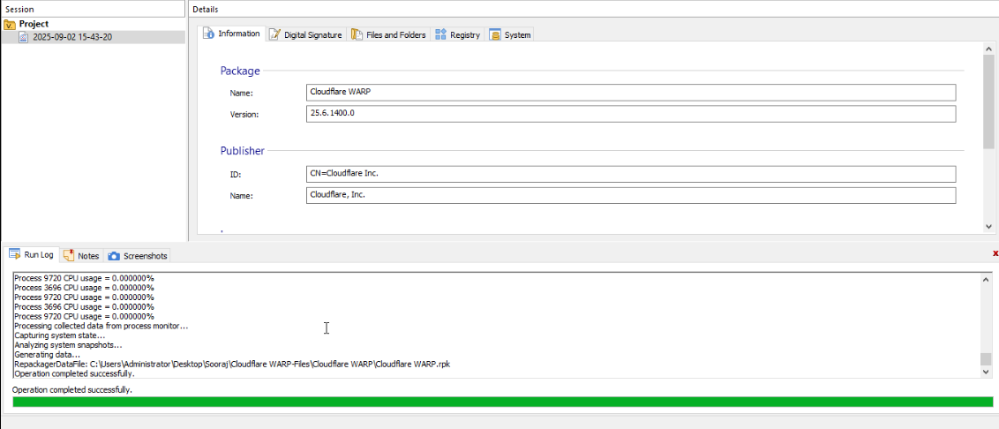 Session
Project
2025-09-02 15-43-20
Details
Information Digital Signature Files and Folders Registry System
Package
Name: Cloudflare WARP
Version: 25.6.1400.0
Publisher
ID: CN=Cloudflare Inc.
Name: Cloudflare, Inc.
Run Log Notes Screenshots
x
Process 9720 CPU usage = 0.000000%
Process 3696 CPU usage = 0.000000%
Process 9720 CPU usage = 0.000000%
Process 3696 CPU usage = 0.000000%
Process 9720 CPU usage = 0.000000%
Processing collected data from process monitor...
Capturing system state...
Analyzing system snapshots...
Generating data...
RepackagerDataFile: C:\Users\Administrator\Desktop\Sooraj\Cloudflare WARP-Files\Cloudflare WARP\Cloudflare WARP.rpk
Operation completed successfully.
Operation completed successfully.